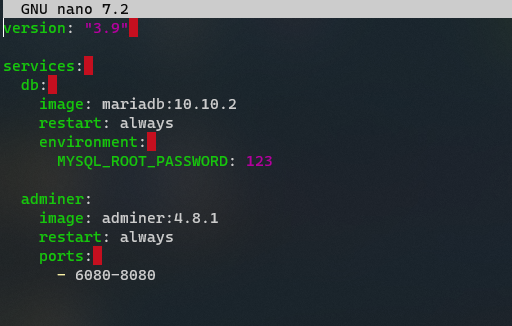 GNU nano 7.2
version: "3.9"
services:
db:
image: mariadb:10.10.2
restart: always
environment:
MYSQL_ROOT_PASSWORD: 123
adminer:
image: adminer:4.8.1
restart: always
ports:
- 6080-8080